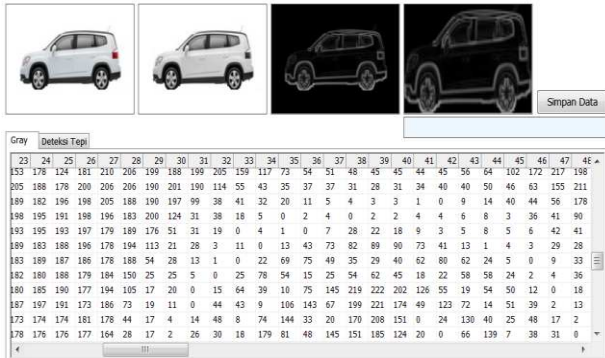 Simpan Data
Gray Deteksi Tepi
23 24 25 26 27 28 29 30 31 32 33 34 35 36 37 38 39 40 41 42 43 44 45 46 47 48
153 178 124 181 210 206 199 188 199 205 159 117 73 54 51 48 45 45 44 45 56 64 102 172 217 198
205 188 178 200 206 206 190 201 190 114 55 43 35 37 37 31 28 31 34 40 40 50 46 63 155 211
189 182 196 198 205 188 190 197 99 38 41 32 20 11 5 4 3 3 1 0 9 14 40 44 56 178
198 195 191 198 196 183 200 124 31 38 18 5 0 2 4 0 2 2 4 4 6 8 3 36 41 90
193 195 193 197 179 189 176 51 31 19 0 4 1 0 7 28 22 18 9 3 5 8 5 6 42 41
189 183 188 196 178 194 113 21 28 3 11 0 13 43 73 82 89 90 73 41 13 1 4 3 29 28
183 189 187 186 178 188 54 28 13 1 0 22 69 75 49 35 29 40 62 80 62 24 5 0 9 33
182 180 188 179 184 150 25 25 5 0 25 78 54 15 25 54 62 45 18 22 58 58 24 2 4 36
180 185 190 177 194 105 17 20 0 15 64 39 10 75 145 219 222 202 126 55 19 54 50 12 0 18
187 197 191 173 186 73 19 11 0 44 43 9 106 143 67 199 221 174 49 123 72 14 51 39 2 13
173 174 174 181 178 44 17 4 14 48 8 74 144 33 20 170 208 151 0 24 130 40 25 48 17 2
178 176 176 177 164 28 17 2 26 30 18 179 81 48 145 151 185 124 20 0 66 139 7 38 31 0